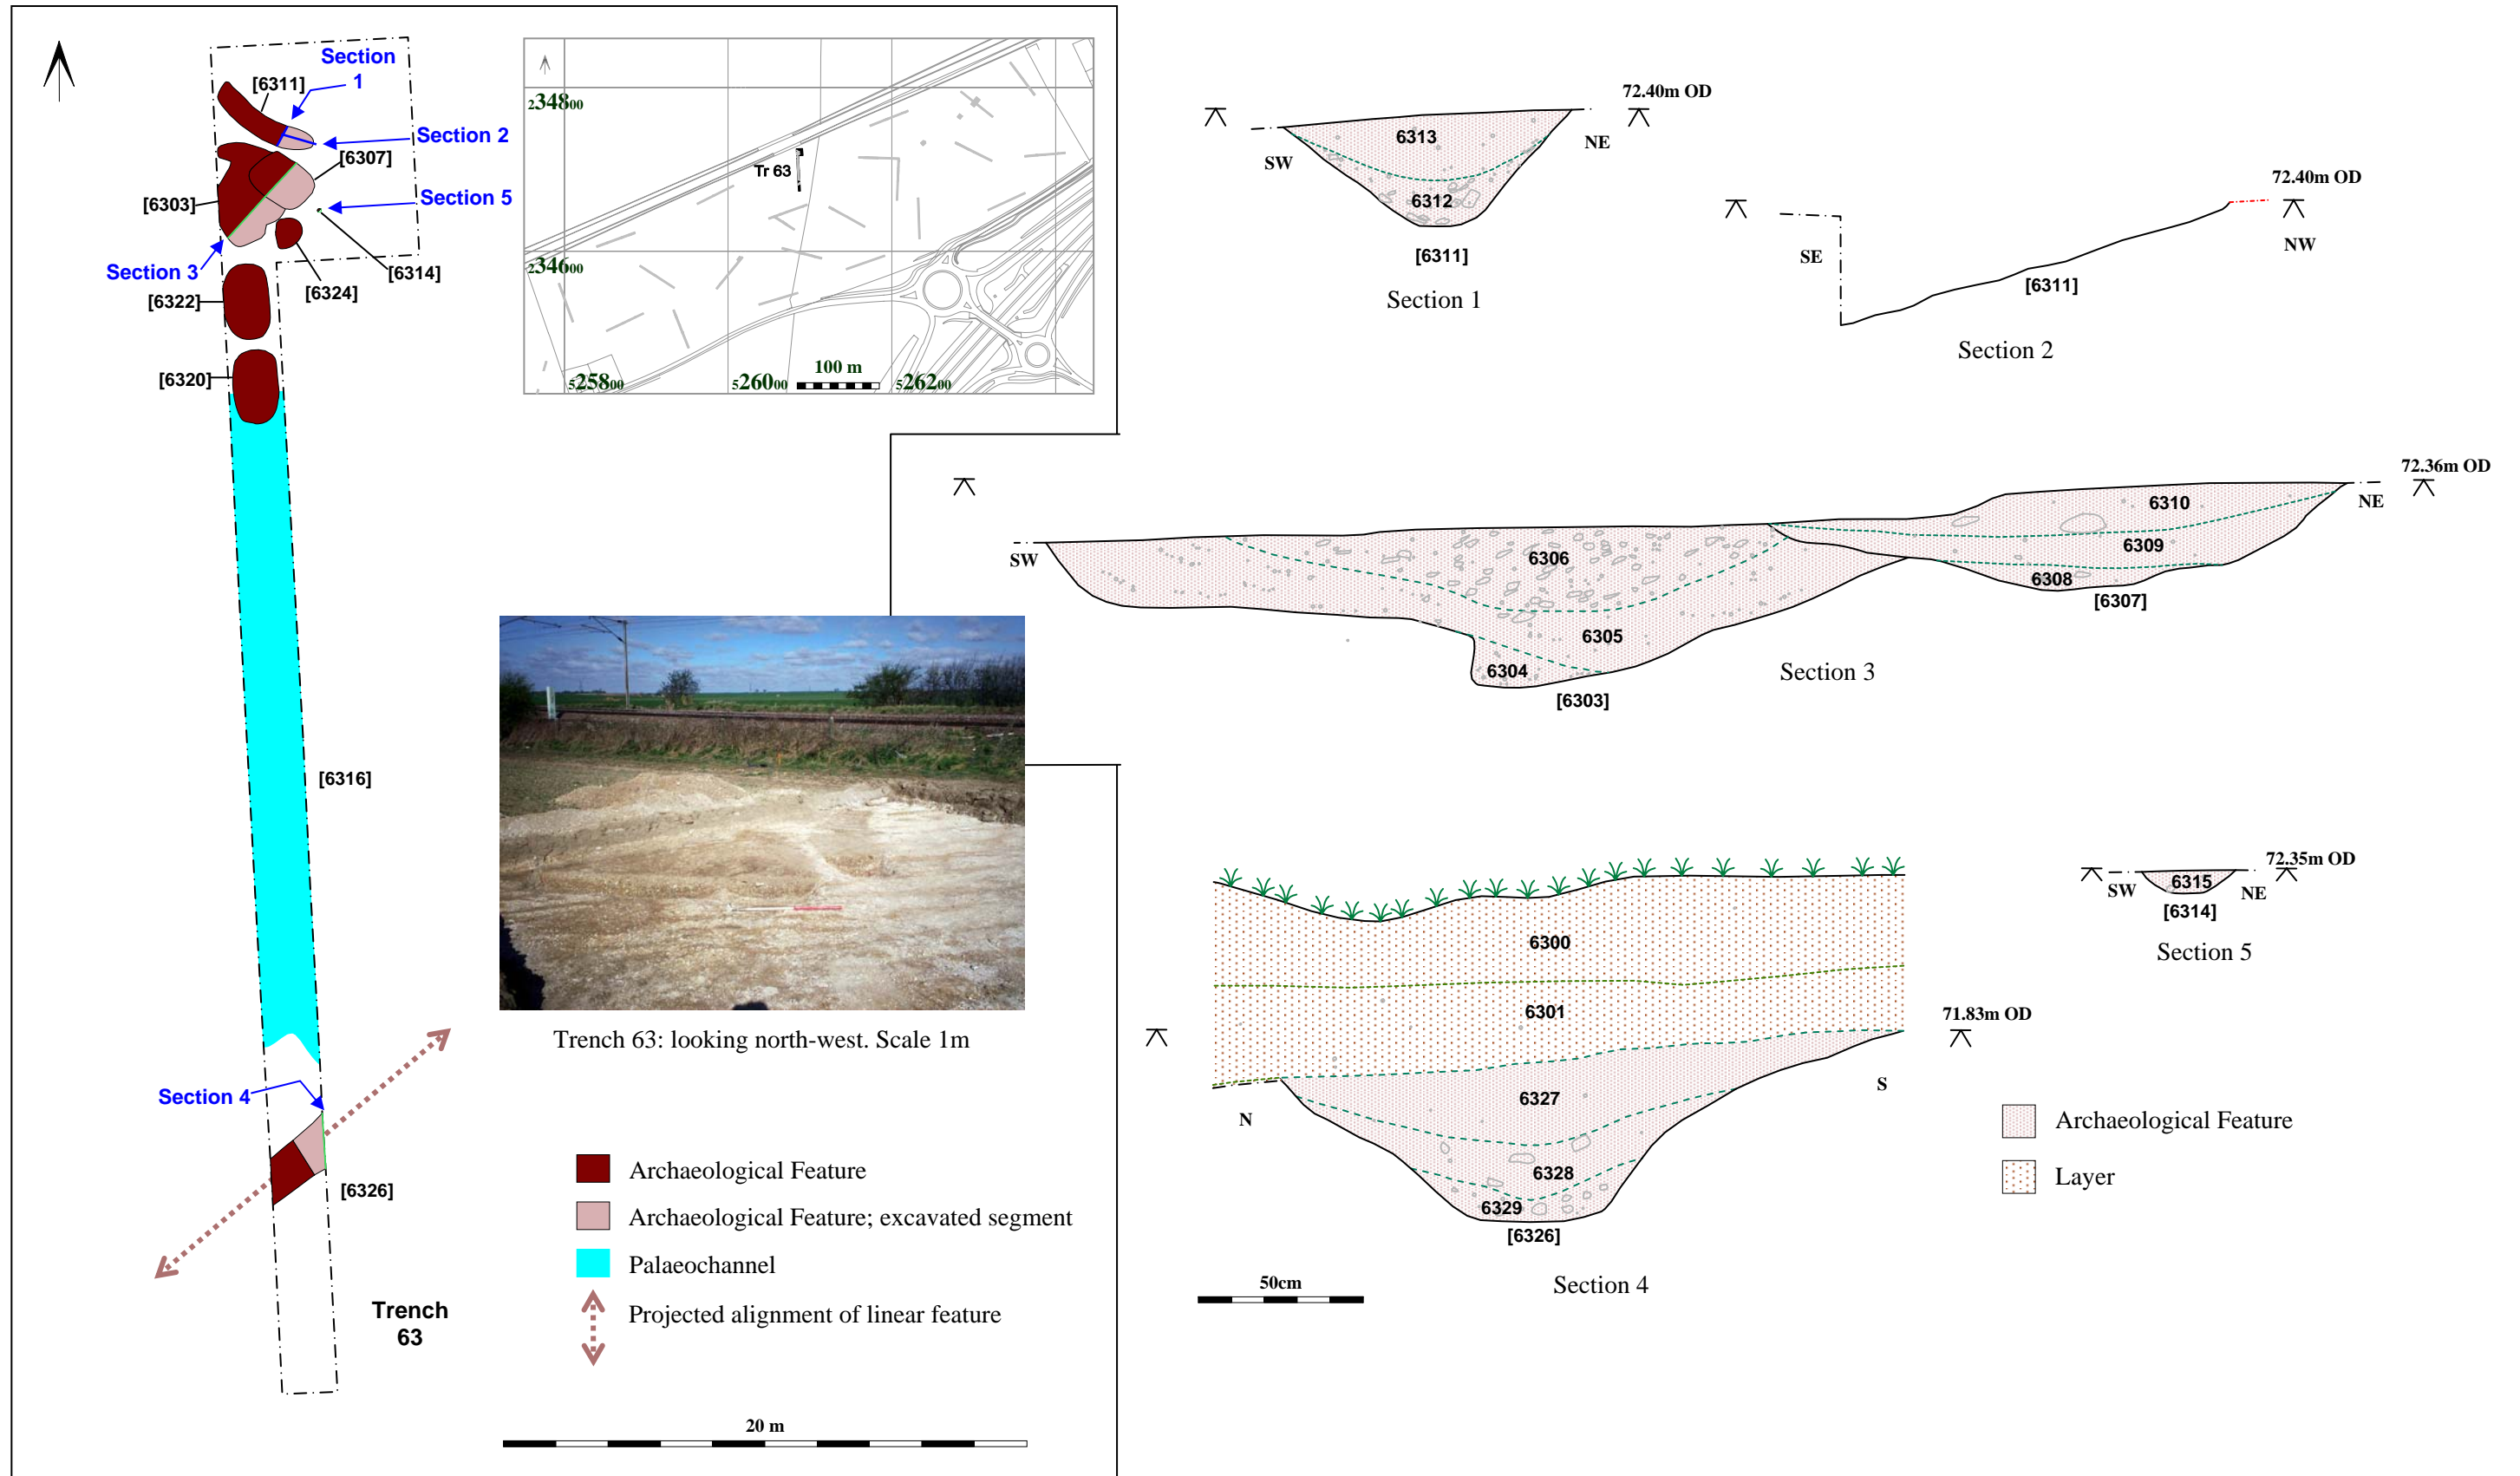 Section
1
[6311]
Section 2
[6307]
Section 5
[6303]
Section 3
[6314]
[6324]
[6322]
[6320]
[6316]
Section 4
[6326]
Trench
63
234800
Tr 63
234600
525800
526000
100 m
526200
Trench 63: looking north-west. Scale 1m
Archaeological Feature
Archaeological Feature; excavated segment
Palaeochannel
Projected alignment of linear feature
20 m
72.40m OD
6313
SW
NE
6312
[6311]
Section 1
72.40m OD
SE
NW
[6311]
Section 2
72.36m OD
6310
NE
6306
6309
SW
6308
[6307]
6305
6304
Section 3
[6303]
6300
6301
71.83m OD
6327
S
N
6328
6329
[6326]
Section 4
50cm
72.35m OD
6315
SW
NE
[6314]
Section 5
Archaeological Feature
Layer